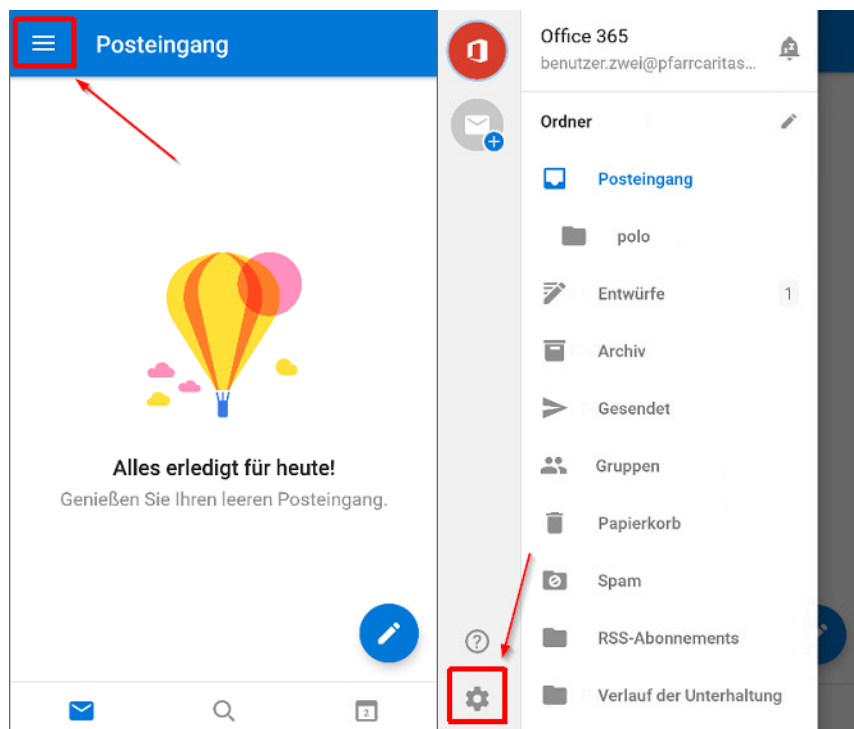 Posteingang
Alles erledigt für heute!
Genießen Sie Ihren leeren Posteingang.
2
Office 365
benutzer.zwei@pfarrcaritas...
Ordner
Posteingang
polo
Entwürfe 1
Archiv
Gesendet
Gruppen
Papierkorb
Spam
RSS-Abonnements
Verlauf der Unterhaltung